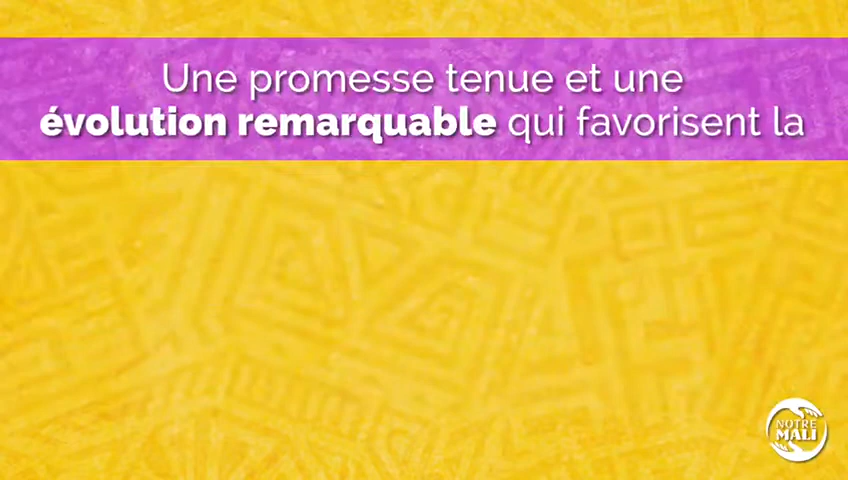 Une promesse tenue et une
évolution remarquable qui favorisent la
NOTRE
MALI